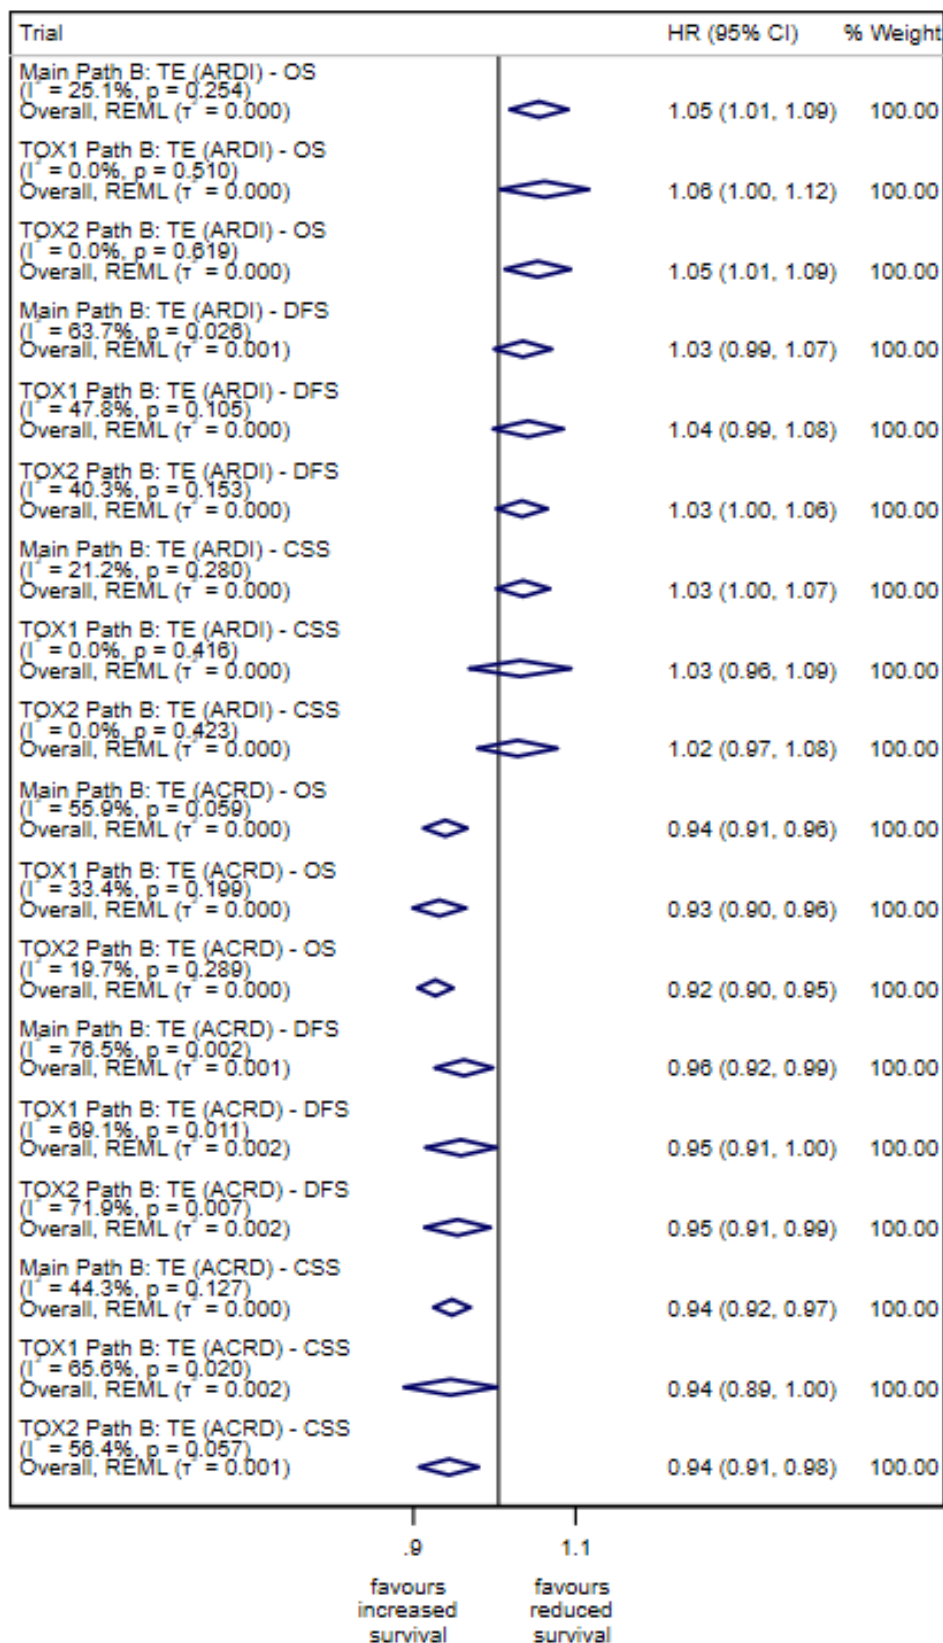 Trial HR (95% CI) % Weight
Main Path B: TE (ARDI) - OS
(I² = 25.1%, p = 0.254)
Overall, REML (τ² = 0.000) 1.05 (1.01, 1.09) 100.00
TOX1 Path B: TE (ARDI) - OS
(I² = 0.0%, p = 0.510)
Overall, REML (τ² = 0.000) 1.06 (1.00, 1.12) 100.00
TOX2 Path B: TE (ARDI) - OS
(I² = 0.0%, p = 0.619)
Overall, REML (τ² = 0.000) 1.05 (1.01, 1.09) 100.00
Main Path B: TE (ARDI) - DFS
(I² = 63.7%, p = 0.026)
Overall, REML (τ² = 0.001) 1.03 (0.99, 1.07) 100.00
TOX1 Path B: TE (ARDI) - DFS
(I² = 47.8%, p = 0.105)
Overall, REML (τ² = 0.000) 1.04 (0.99, 1.08) 100.00
TOX2 Path B: TE (ARDI) - DFS
(I² = 40.3%, p = 0.153)
Overall, REML (τ² = 0.000) 1.03 (1.00, 1.06) 100.00
Main Path B: TE (ARDI) - CSS
(I² = 21.2%, p = 0.280)
Overall, REML (τ² = 0.000) 1.03 (1.00, 1.07) 100.00
TOX1 Path B: TE (ARDI) - CSS
(I² = 0.0%, p = 0.416)
Overall, REML (τ² = 0.000) 1.03 (0.96, 1.09) 100.00
TOX2 Path B: TE (ARDI) - CSS
(I² = 0.0%, p = 0.423)
Overall, REML (τ² = 0.000) 1.02 (0.97, 1.08) 100.00
Main Path B: TE (ACRD) - OS
(I² = 55.9%, p = 0.059)
Overall, REML (τ² = 0.000) 0.94 (0.91, 0.96) 100.00
TOX1 Path B: TE (ACRD) - OS
(I² = 33.4%, p = 0.199)
Overall, REML (τ² = 0.000) 0.93 (0.90, 0.96) 100.00
TOX2 Path B: TE (ACRD) - OS
(I² = 19.7%, p = 0.289)
Overall, REML (τ² = 0.000) 0.92 (0.90, 0.95) 100.00
Main Path B: TE (ACRD) - DFS
(I² = 76.5%, p = 0.002)
Overall, REML (τ² = 0.001) 0.96 (0.92, 0.99) 100.00
TOX1 Path B: TE (ACRD) - DFS
(I² = 69.1%, p = 0.011)
Overall, REML (τ² = 0.002) 0.95 (0.91, 1.00) 100.00
TOX2 Path B: TE (ACRD) - DFS
(I² = 71.9%, p = 0.007)
Overall, REML (τ² = 0.002) 0.95 (0.91, 0.99) 100.00
Main Path B: TE (ACRD) - CSS
(I² = 44.3%, p = 0.127)
Overall, REML (τ² = 0.000) 0.94 (0.92, 0.97) 100.00
TOX1 Path B: TE (ACRD) - CSS
(I² = 65.6%, p = 0.020)
Overall, REML (τ² = 0.002) 0.94 (0.89, 1.00) 100.00
TOX2 Path B: TE (ACRD) - CSS
(I² = 56.4%, p = 0.057)
Overall, REML (τ² = 0.001) 0.94 (0.91, 0.98) 100.00
.9 1.1
favours favours
increased reduced
survival survival